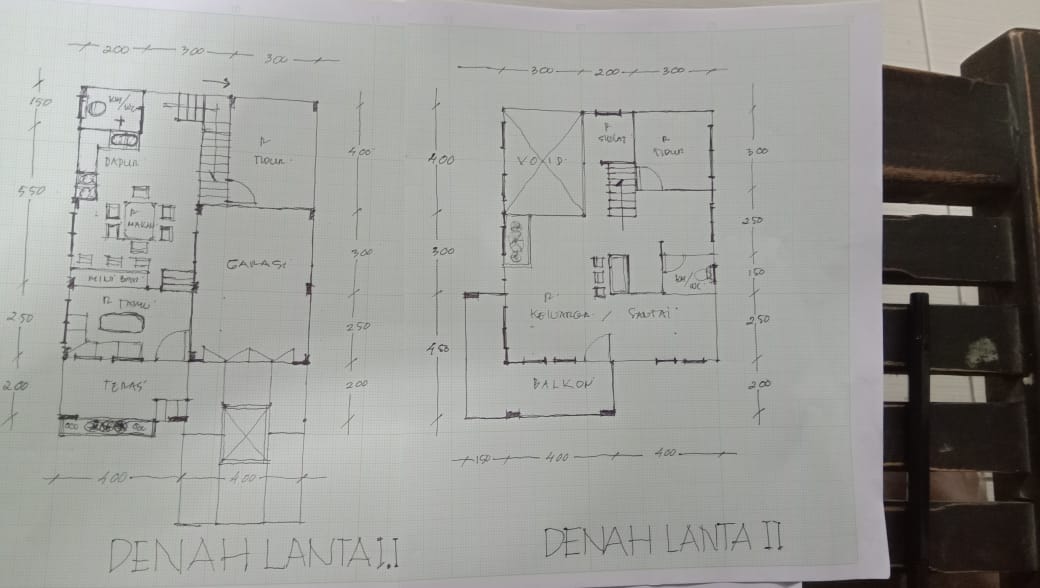 200 300 300
150
550
250
200
KM/WC
DAPUR
R
TIDUR
R
MAKAN
GARASI
MINI BAR
R TAMU
TERAS
400
300
250
200
400 400
DENAH LANTAI.I
300 200 300
400
300
450
VOID
R
SHOLAT
R
TIDUR
KM/WC
R
KELUARGA / SANTAI
BALKON
300
250
150
250
200
150 400 400
DENAH LANTA II